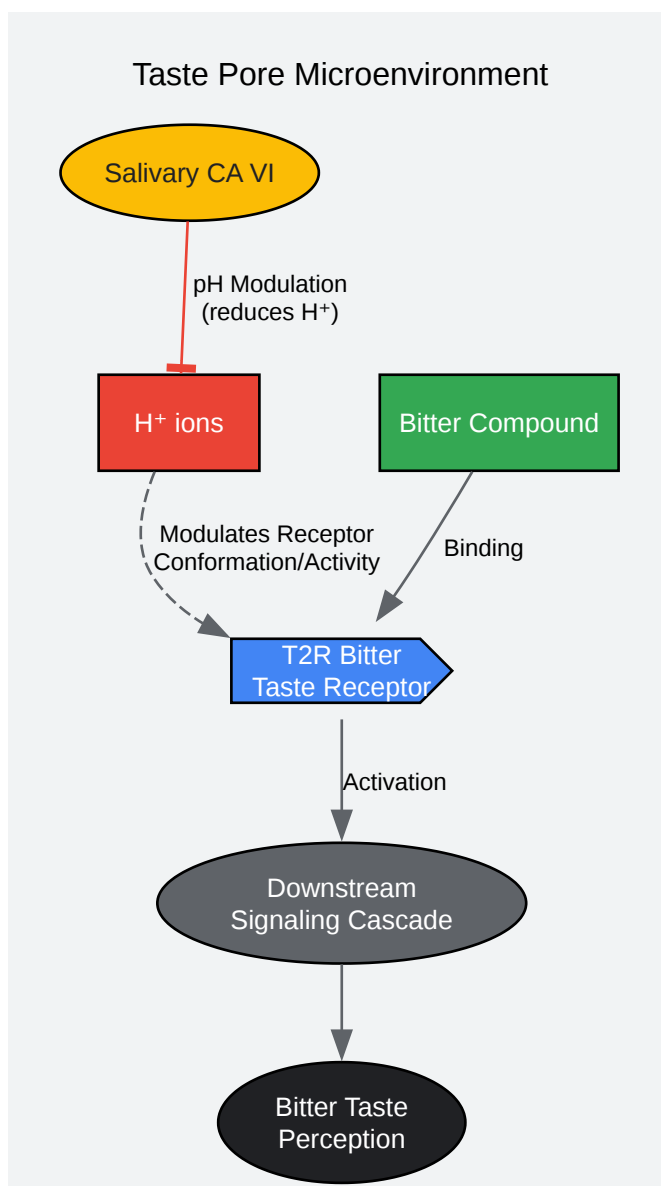 Taste Pore Microenvironment
Salivary CA VI
pH Modulation
(reduces H⁺)
H⁺ ions
Bitter Compound
Modulates Receptor
Conformation/Activity
Binding
T2R Bitter
Taste Receptor
Activation
Downstream
Signaling Cascade
Bitter Taste
Perception